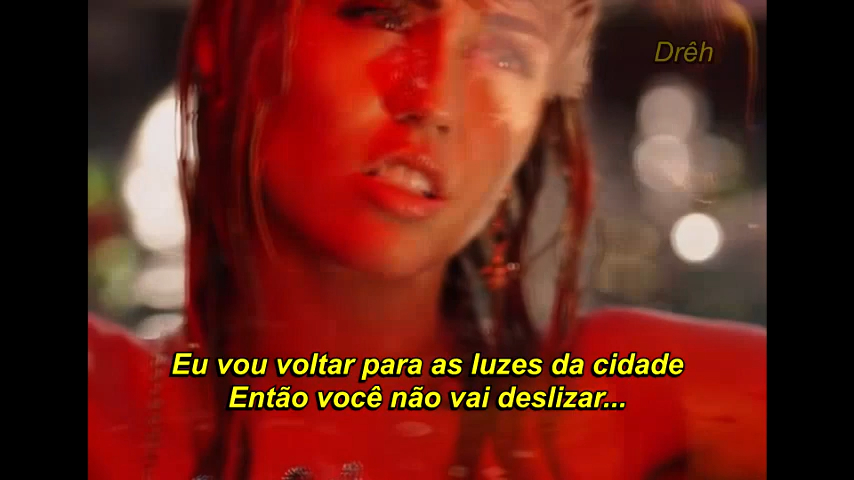 Drêh
Eu vou voltar para as luzes da cidade
Então você não vai deslizar...